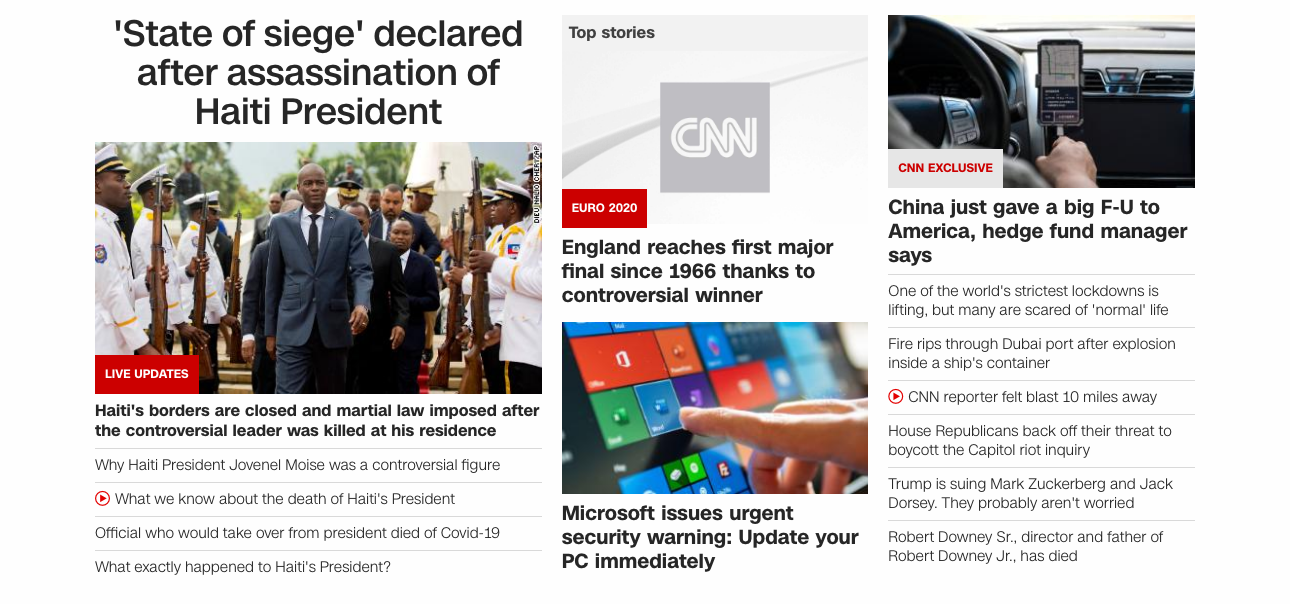 'State of siege' declared
after assassination of
Haiti President
DIEU NALIO CHERY/AP
LIVE UPDATES
Haiti's borders are closed and martial law imposed after
the controversial leader was killed at his residence
Why Haiti President Jovenel Moise was a controversial figure
What we know about the death of Haiti's President
Official who would take over from president died of Covid-19
What exactly happened to Haiti's President?
Top stories
CNN
EURO 2020
England reaches first major
final since 1966 thanks to
controversial winner
Mail
Office
Excel
Word
Microsoft issues urgent
security warning: Update your
PC immediately
CNN EXCLUSIVE
China just gave a big F-U to
America, hedge fund manager
says
One of the world's strictest lockdowns is
lifting, but many are scared of 'normal' life
Fire rips through Dubai port after explosion
inside a ship's container
CNN reporter felt blast 10 miles away
House Republicans back off their threat to
boycott the Capitol riot inquiry
Trump is suing Mark Zuckerberg and Jack
Dorsey. They probably aren't worried
Robert Downey Sr., director and father of
Robert Downey Jr., has died